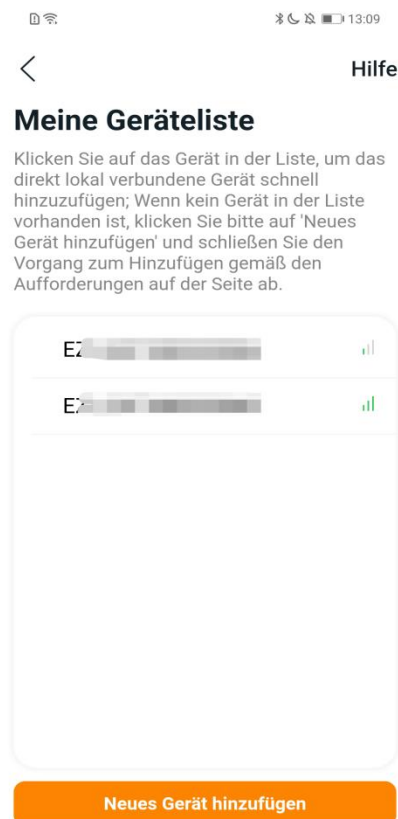 13:09
Hilfe
Meine Geräteliste
Klicken Sie auf das Gerät in der Liste, um das
direkt lokal verbundene Gerät schnell
hinzuzufügen; Wenn kein Gerät in der Liste
vorhanden ist, klicken Sie bitte auf 'Neues
Gerät hinzufügen' und schließen Sie den
Vorgang zum Hinzufügen gemäß den
Aufforderungen auf der Seite ab.
Neues Gerät hinzufügen